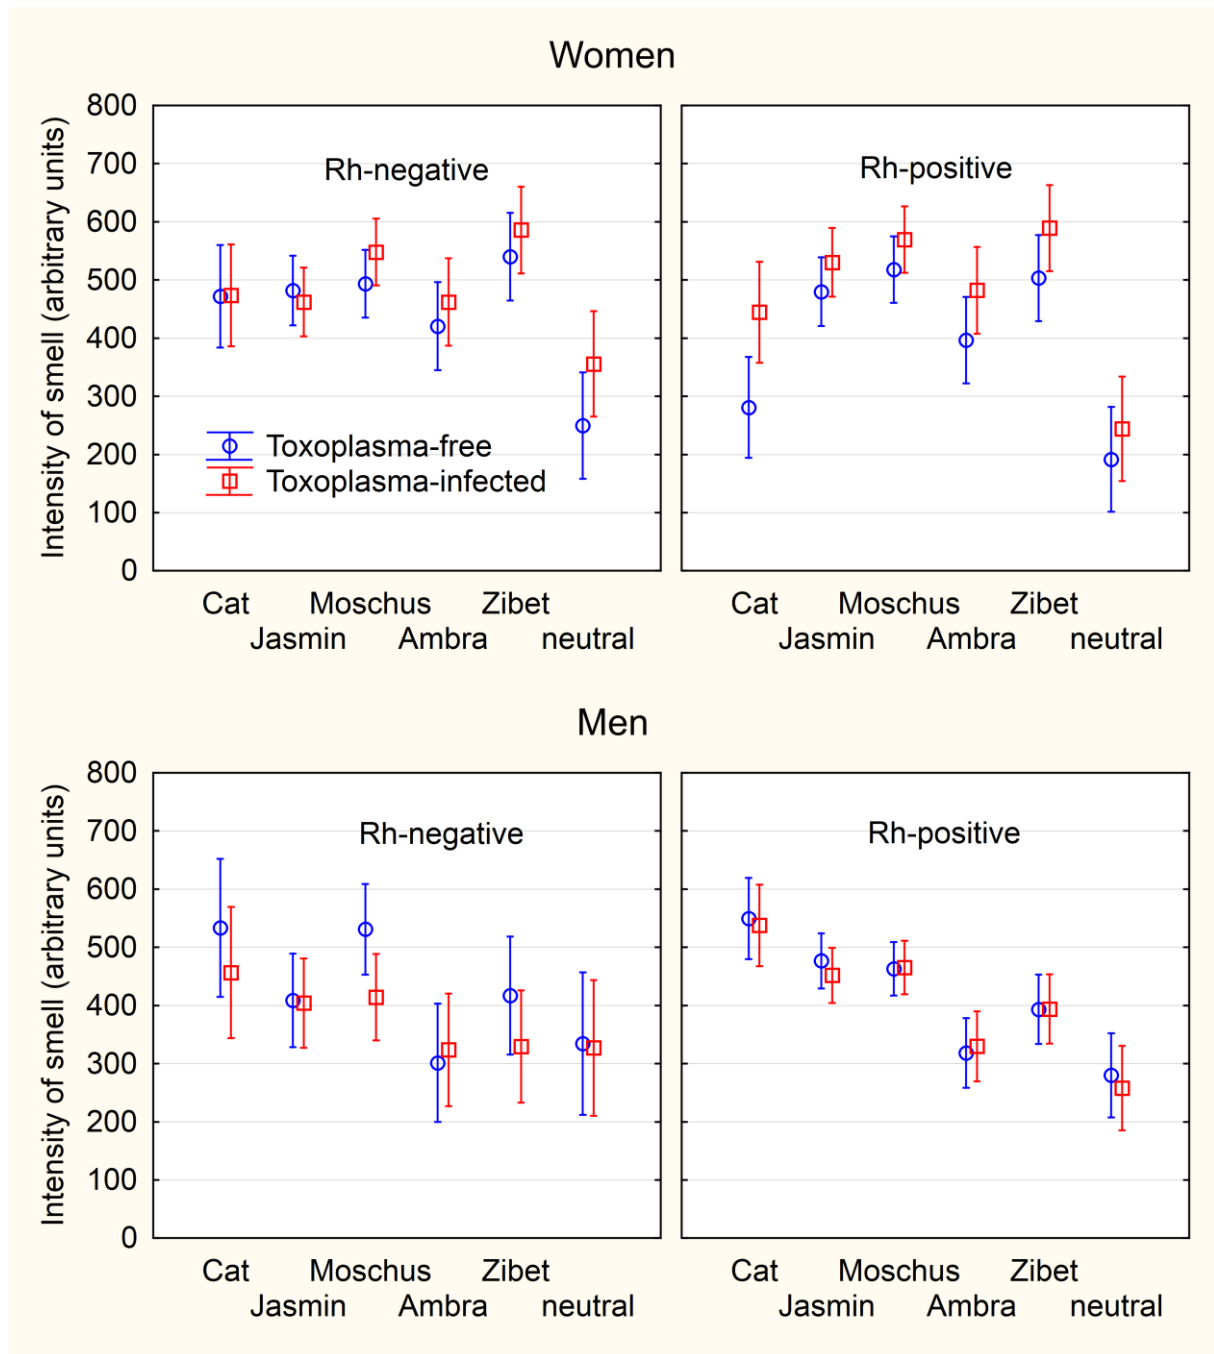 Women
Intensity of smell (arbitrary units)
800
700
600
500
400
300
200
100
0
Rh-negative
Toxoplasma-free
Toxoplasma-infected
Rh-positive
Cat Moschus Zibet
Jasmin Ambra neutral
Cat Moschus Zibet
Jasmin Ambra neutral
Men
Intensity of smell (arbitrary units)
800
700
600
500
400
300
200
100
0
Rh-negative
Rh-positive
Cat Moschus Zibet
Jasmin Ambra neutral
Cat Moschus Zibet
Jasmin Ambra neutral